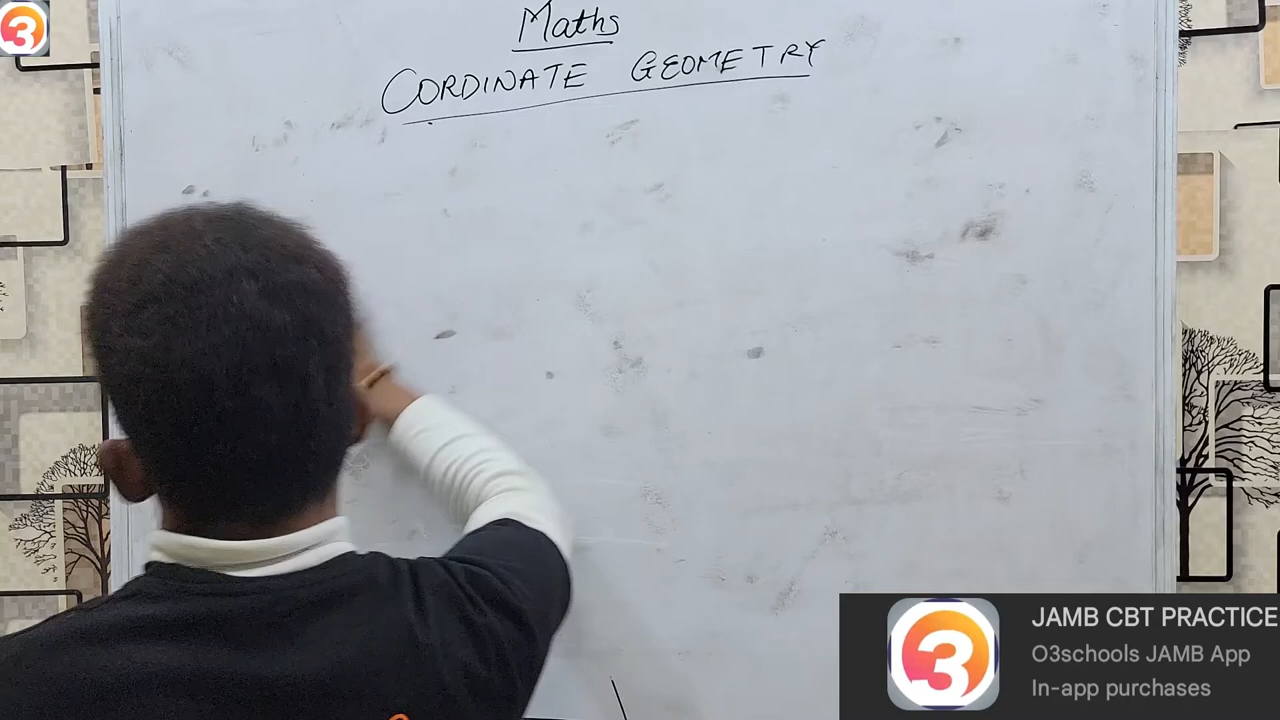 3
Maths
CORDINATE GEOMETRY
3
JAMB CBT PRACTICE
O3schools JAMB App
In-app purchases